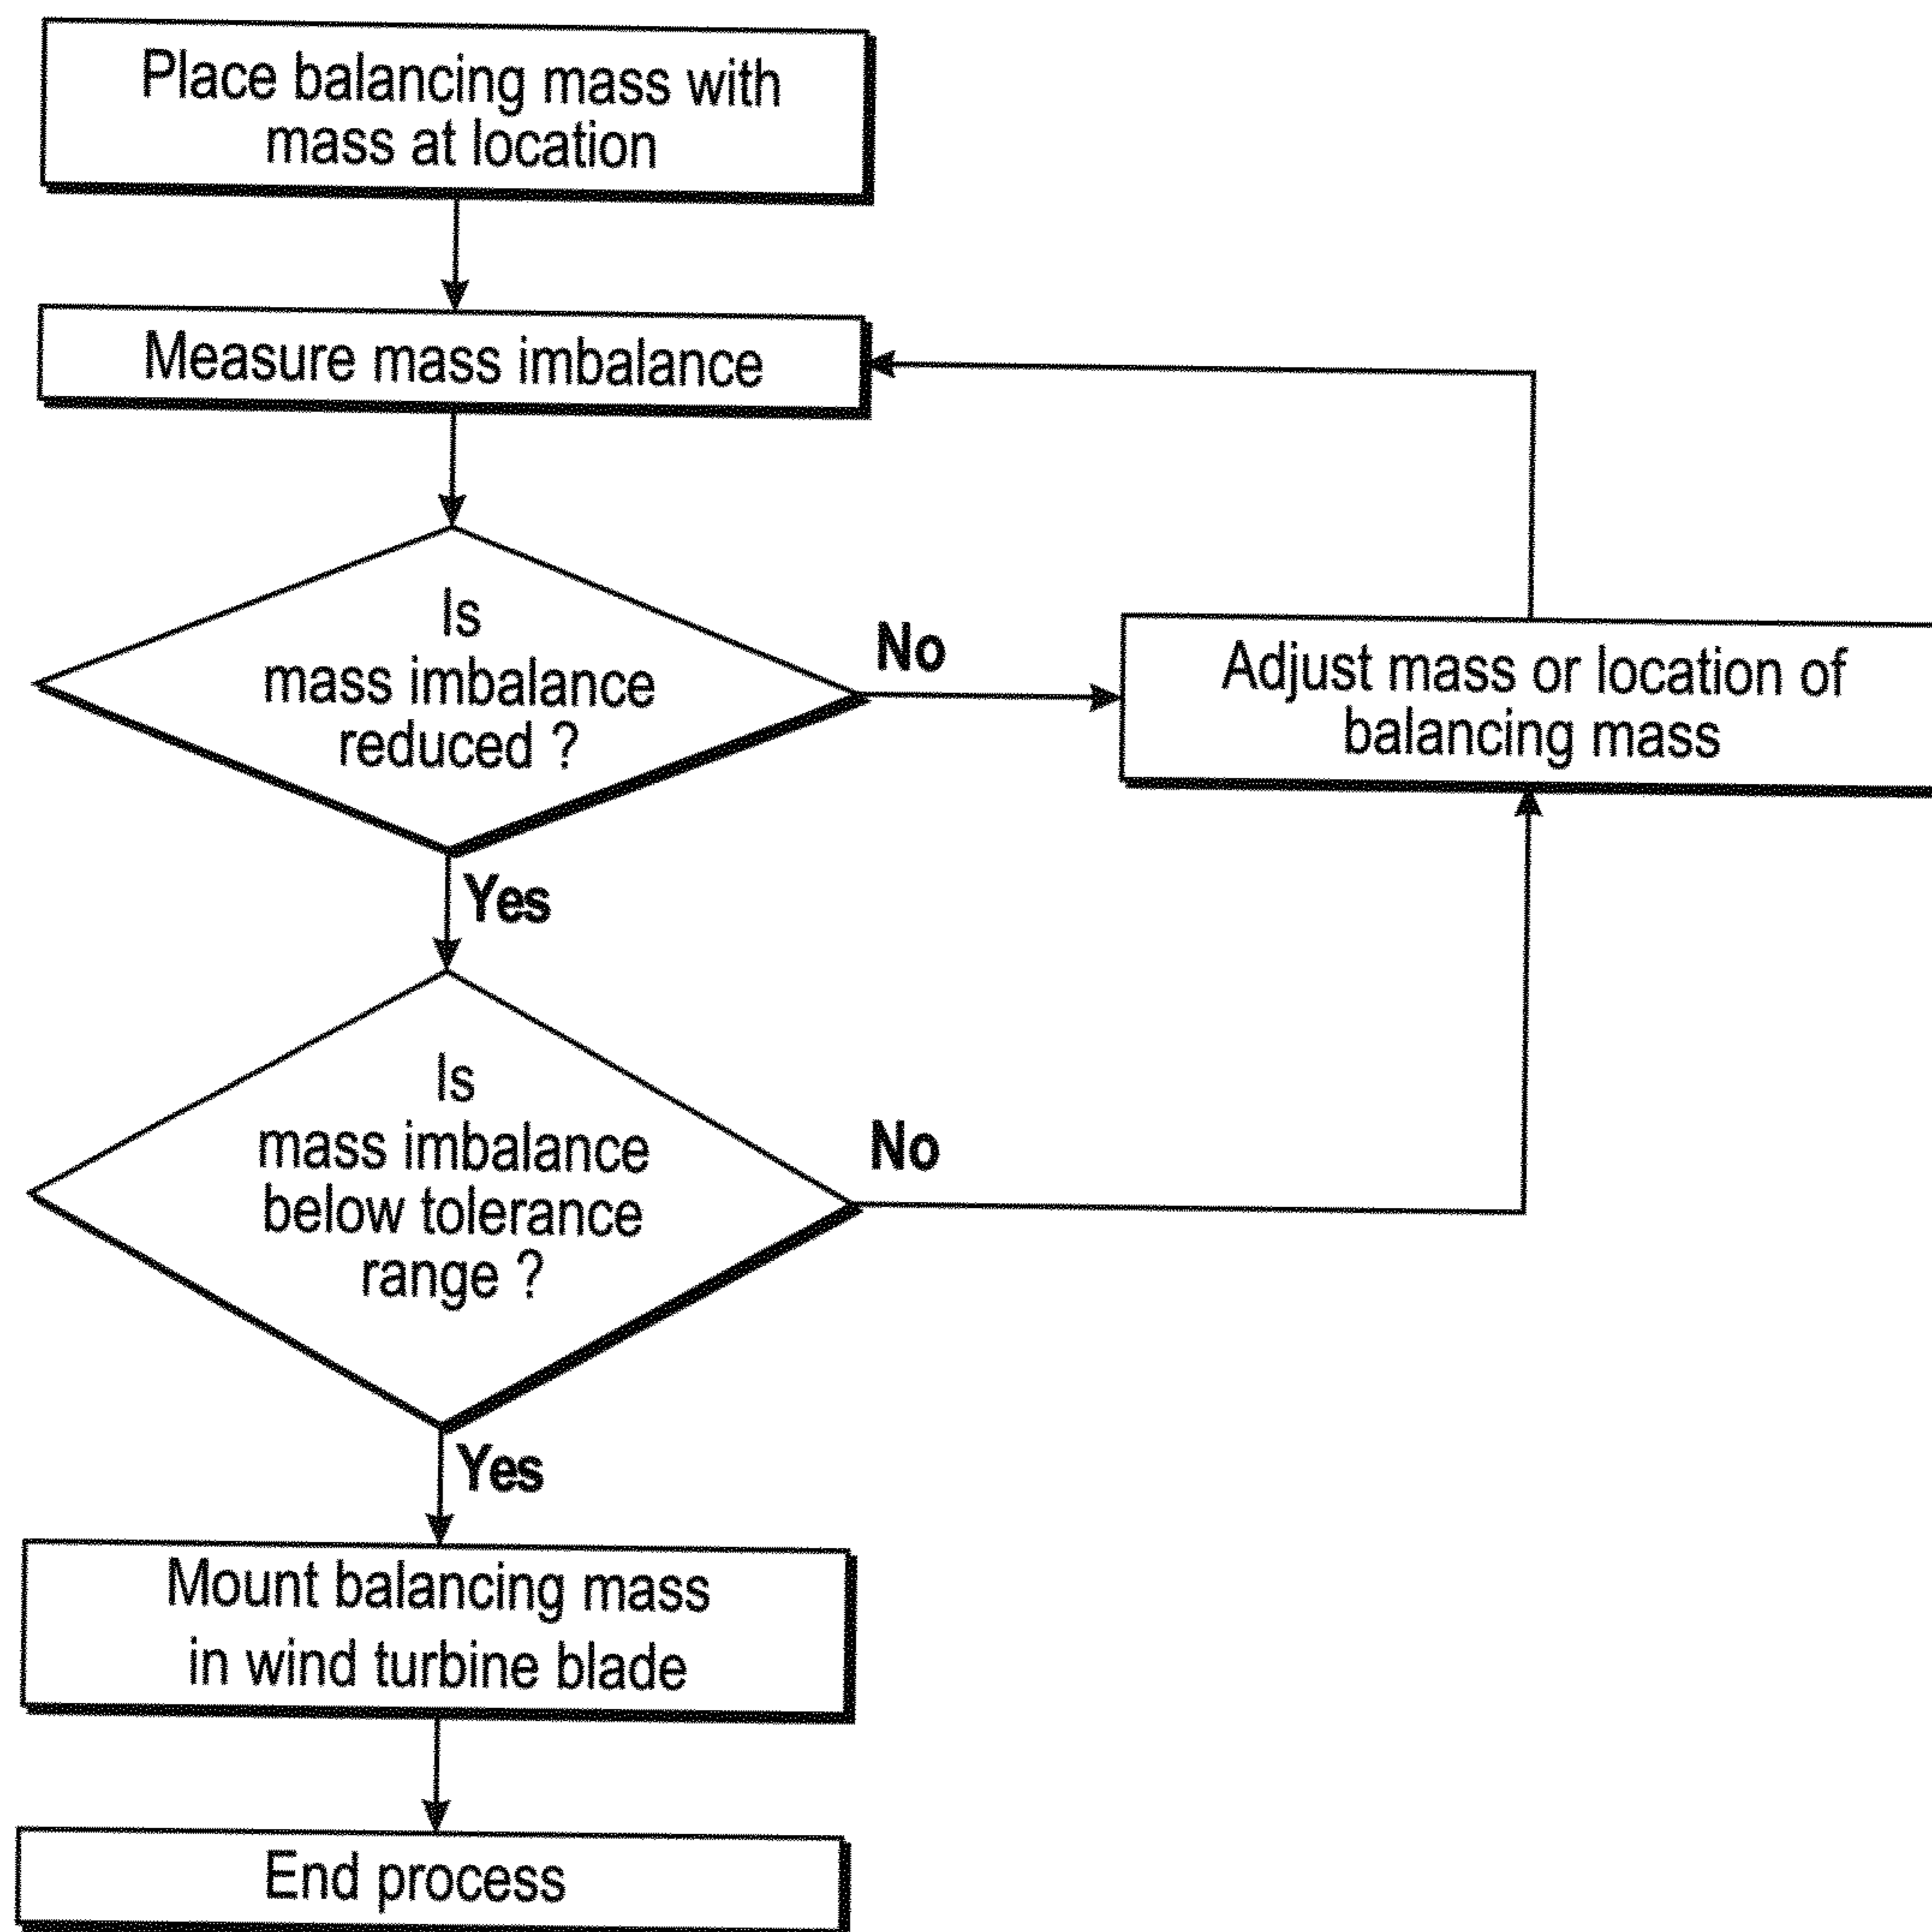 Place balancing mass with
mass at location
Measure mass imbalance
Is
mass imbalance
reduced ?
No
Adjust mass or location of
balancing mass
Yes
Is
mass imbalance
below tolerance
range ?
No
Yes
Mount balancing mass
in wind turbine blade
End process